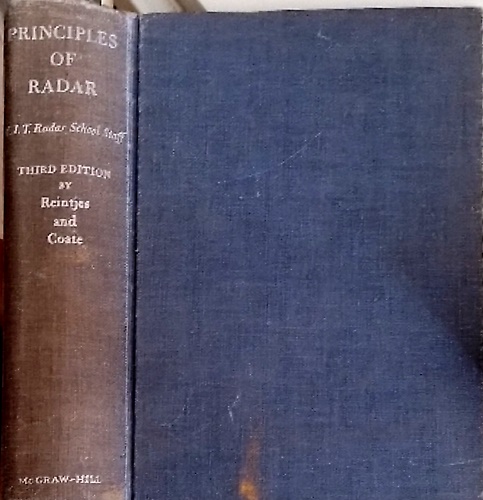 PRINCIPLES
OF
RADAR
I.T. Radar School Staff
THIRD EDITION
BY
Reintjes
and
Coate
McGRAW-HILL